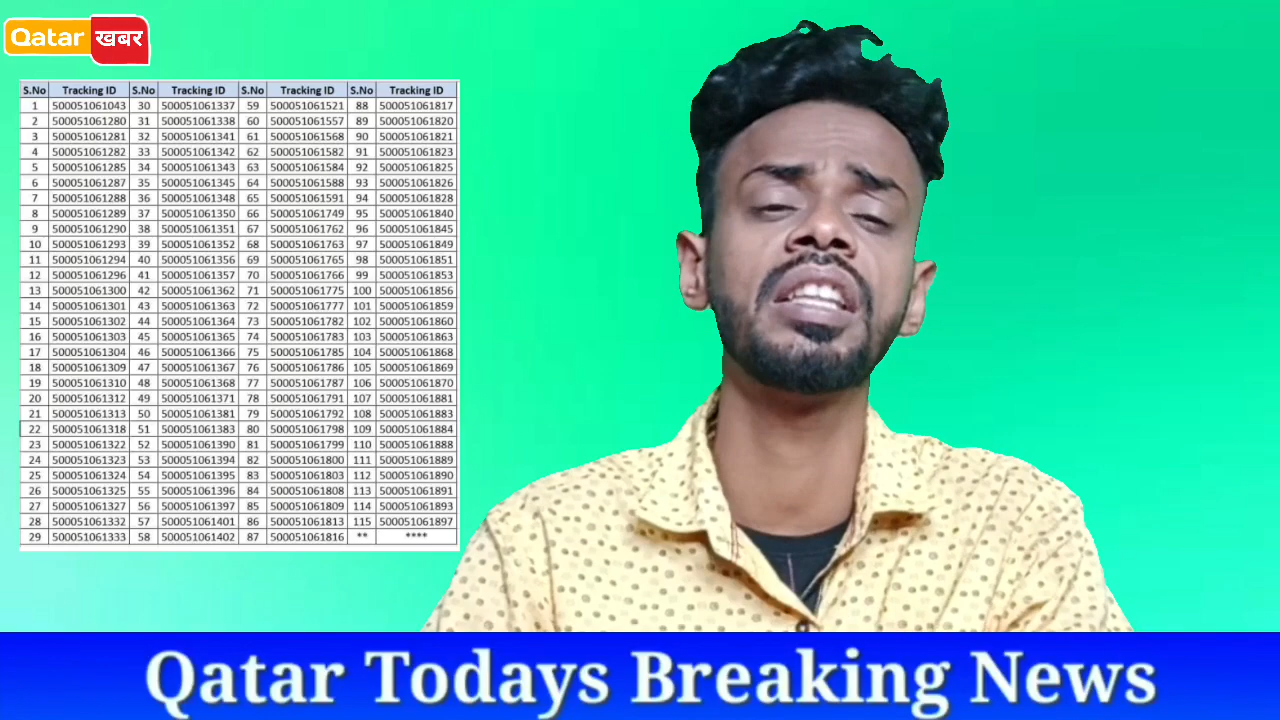 Qatar खबर
S.No Tracking ID S.No Tracking ID S.No Tracking ID S.No Tracking ID
1 500051061043 30 500051061337 59 500051061521 88 500051061817
2 500051061280 31 500051061338 60 500051061557 89 500051061820
3 500051061281 32 500051061341 61 500051061568 90 500051061821
4 500051061282 33 500051061342 62 500051061582 91 500051061823
5 500051061285 34 500051061343 63 500051061584 92 500051061825
6 500051061287 35 500051061345 64 500051061588 93 500051061826
7 500051061288 36 500051061348 65 500051061591 94 500051061828
8 500051061289 37 500051061350 66 500051061749 95 500051061840
9 500051061290 38 500051061351 67 500051061762 96 500051061845
10 500051061293 39 500051061352 68 500051061763 97 500051061849
11 500051061294 40 500051061356 69 500051061765 98 500051061851
12 500051061296 41 500051061357 70 500051061766 99 500051061853
13 500051061300 42 500051061362 71 500051061775 100 500051061856
14 500051061301 43 500051061363 72 500051061777 101 500051061859
15 500051061302 44 500051061364 73 500051061782 102 500051061860
16 500051061303 45 500051061365 74 500051061783 103 500051061863
17 500051061304 46 500051061366 75 500051061785 104 500051061868
18 500051061309 47 500051061367 76 500051061786 105 500051061869
19 500051061310 48 500051061368 77 500051061787 106 500051061870
20 500051061312 49 500051061371 78 500051061791 107 500051061881
21 500051061313 50 500051061381 79 500051061792 108 500051061883
22 500051061318 51 500051061383 80 500051061798 109 500051061884
23 500051061322 52 500051061390 81 500051061799 110 500051061888
24 500051061323 53 500051061394 82 500051061800 111 500051061889
25 500051061324 54 500051061395 83 500051061803 112 500051061890
26 500051061325 55 500051061396 84 500051061808 113 500051061891
27 500051061327 56 500051061397 85 500051061809 114 500051061893
28 500051061332 57 500051061401 86 500051061813 115 500051061897
29 500051061333 58 500051061402 87 500051061816 ** ****
Qatar Todays Breaking News